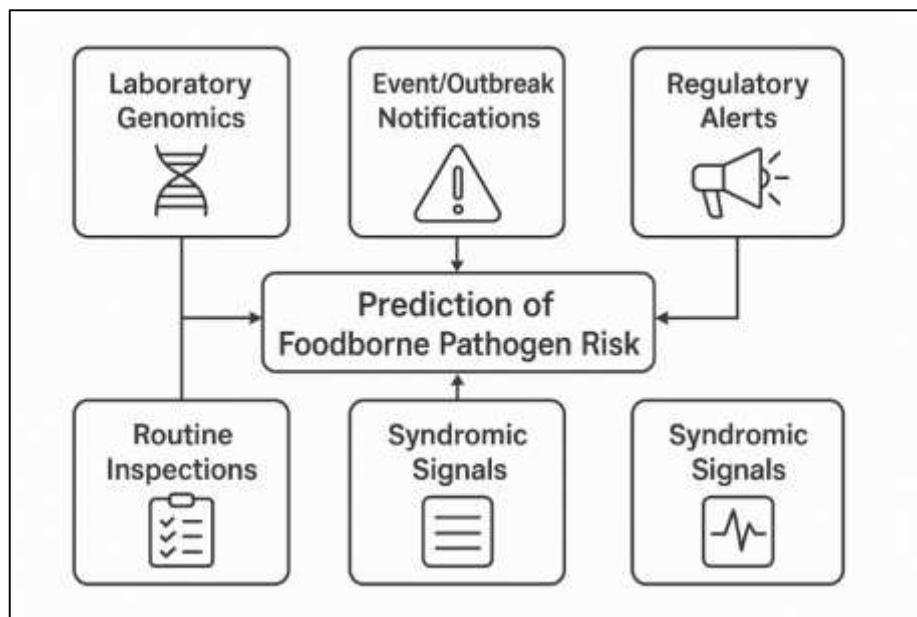 Laboratory
Genomics
Event/Outbreak
Notifications
Regulatory
Alerts
Prediction of
Foodborne Pathogen Risk
Routine
Inspections
Syndromic
Signals
Syndromic
Signals